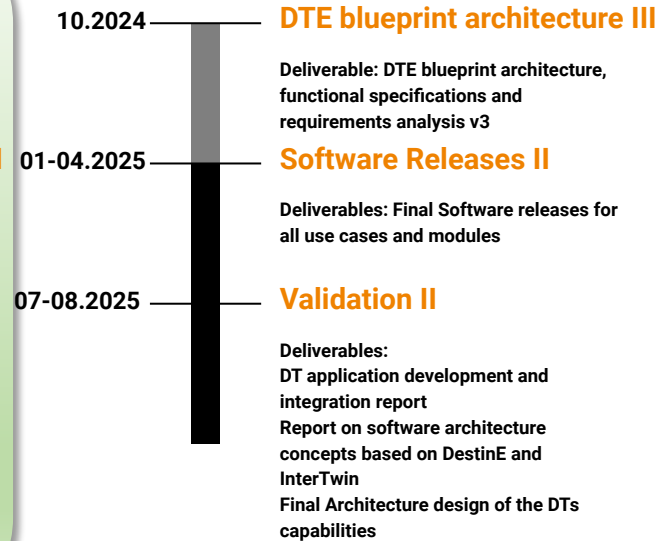 10.2024
DTE blueprint architecture III
Deliverable: DTE blueprint architecture,
functional specifications and
requirements analysis v3
01-04.2025
Software Releases II
Deliverables: Final Software releases for
all use cases and modules
07-08.2025
Validation II
Deliverables:
DT application development and
integration report
Report on software architecture
concepts based on DestinE and
InterTwin
Final Architecture design of the DTs
capabilities